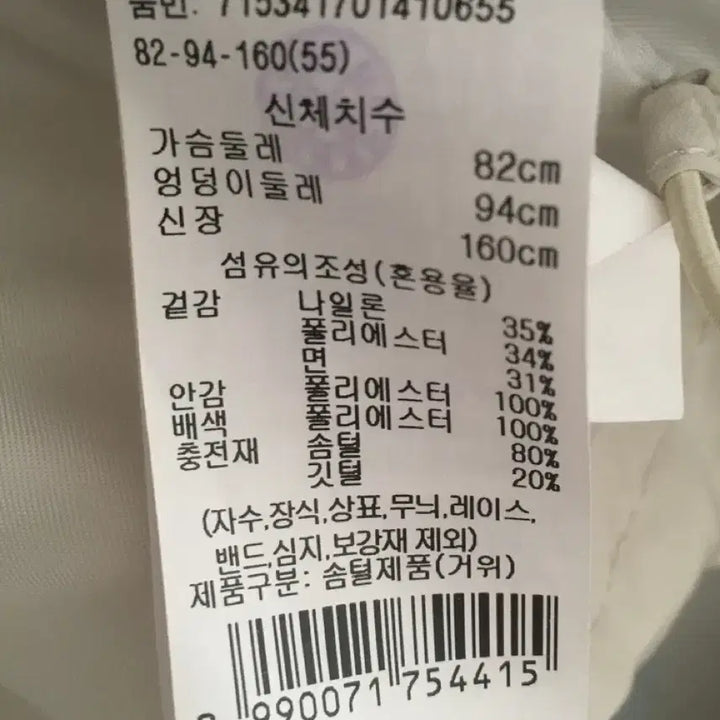 품번: 715341701410655
82-94-160(55)
신체치수
가슴둘레 82cm
엉덩이둘레 94cm
신장 160cm
섬유의조성(혼용율)
겉감 나일론 35%
폴리에스터 34%
면 31%
안감 폴리에스터 100%
배색 폴리에스터 100%
충전재 솜털 80%
깃털 20%
(자수,장식,상표,무늬,레이스,
밴드,심지,보강재 제외)
제품구분: 솜털제품(거위)
990071 754415